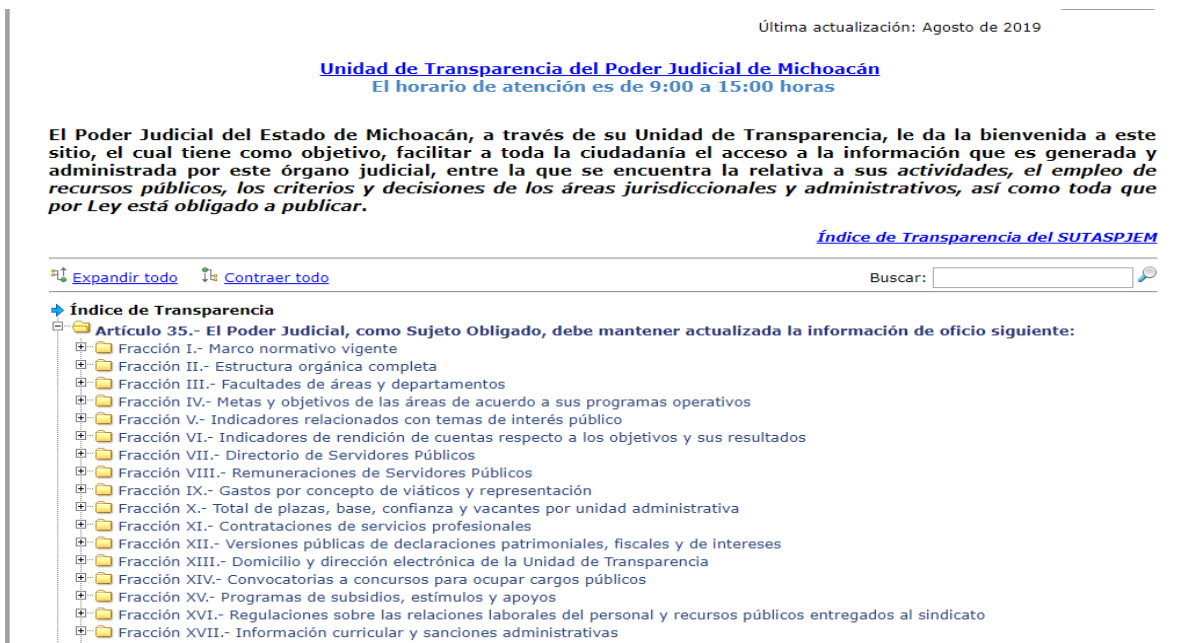 Última actualización: Agosto de 2019
Unidad de Transparencia del Poder Judicial de Michoacán
El horario de atención es de 9:00 a 15:00 horas
El Poder Judicial del Estado de Michoacán, a través de su Unidad de Transparencia, le da la bienvenida a este
sitio, el cual tiene como objetivo, facilitar a toda la ciudadanía el acceso a la información que es generada y
administrada por este órgano judicial, entre la que se encuentra la relativa a sus actividades, el empleo de
recursos públicos, los criterios y decisiones de los áreas jurisdiccionales y administrativos, así como toda que
por Ley está obligado a publicar.
Índice de Transparencia del SUTASPJEM
Expandir todo Contraer todo Buscar:
Índice de Transparencia
Artículo 35.- El Poder Judicial, como Sujeto Obligado, debe mantener actualizada la información de oficio siguiente:
Fracción I.- Marco normativo vigente
Fracción II.- Estructura orgánica completa
Fracción III.- Facultades de áreas y departamentos
Fracción IV.- Metas y objetivos de las áreas de acuerdo a sus programas operativos
Fracción V.- Indicadores relacionados con temas de interés público
Fracción VI.- Indicadores de rendición de cuentas respecto a los objetivos y sus resultados
Fracción VII.- Directorio de Servidores Públicos
Fracción VIII.- Remuneraciones de Servidores Públicos
Fracción IX.- Gastos por concepto de viáticos y representación
Fracción X.- Total de plazas, base, confianza y vacantes por unidad administrativa
Fracción XI.- Contrataciones de servicios profesionales
Fracción XII.- Versiones públicas de declaraciones patrimoniales, fiscales y de intereses
Fracción XIII.- Domicilio y dirección electrónica de la Unidad de Transparencia
Fracción XIV.- Convocatorias a concursos para ocupar cargos públicos
Fracción XV.- Programas de subsidios, estímulos y apoyos
Fracción XVI.- Regulaciones sobre las relaciones laborales del personal y recursos públicos entregados al sindicato
Fracción XVII.- Información curricular y sanciones administrativas